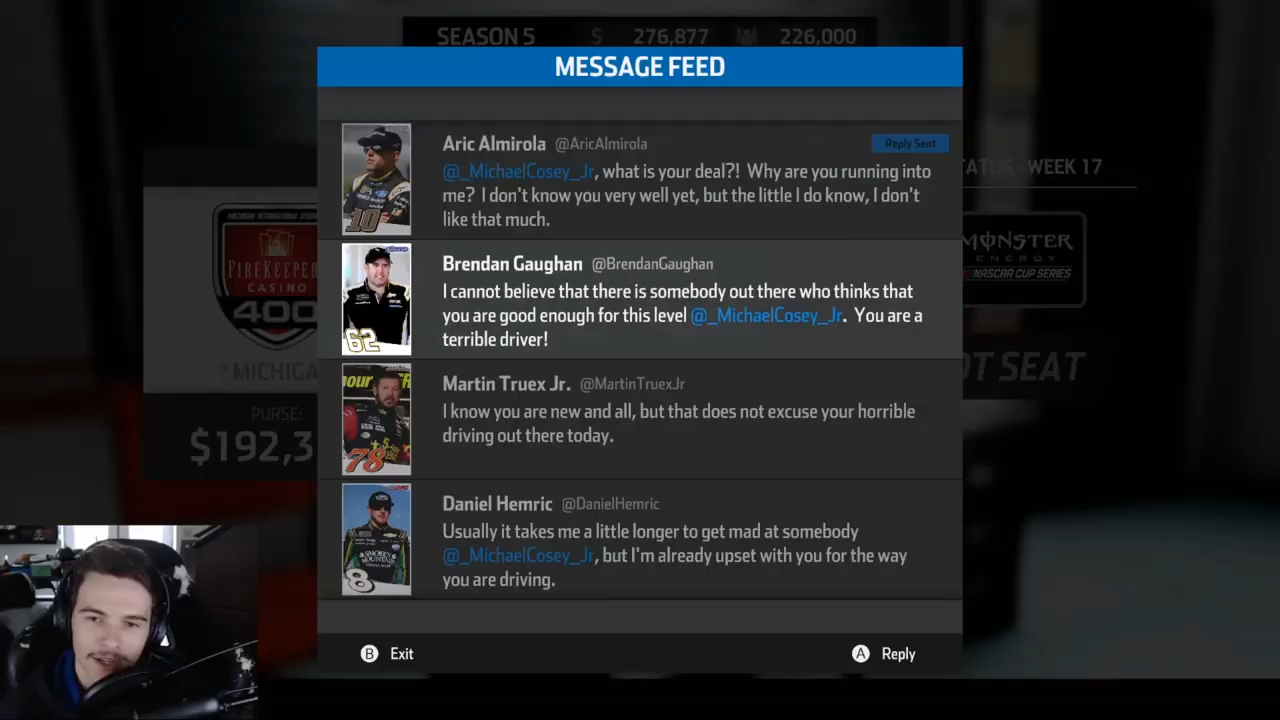 SEASON 5 $ 276,877 226,000
MESSAGE FEED
Aric Almirola @AricAlmirola Reply Sent
@_MichaelCosey_Jr, what is your deal?! Why are you running into
me? I don't know you very well yet, but the little I do know, I don't
like that much.
10
Brendan Gaughan @BrendanGaughan
I cannot believe that there is somebody out there who thinks that
you are good enough for this level @_MichaelCosey_Jr. You are a
terrible driver!
62
Martin Truex Jr. @MartinTruexJr
I know you are new and all, but that does not excuse your horrible
driving out there today.
78
Daniel Hemric @DanielHemric
Usually it takes me a little longer to get mad at somebody
@_MichaelCosey_Jr, but I'm already upset with you for the way
you are driving.
SMOKEY
MOUNTAIN
8
B Exit
A Reply
FIREKEEPER
CASINO
400
MICHIGA
PURSE:
$192,3
ATUS - WEEK 17
MONSTER
ENERGY
NASCAR CUP SERIES
OT SEAT